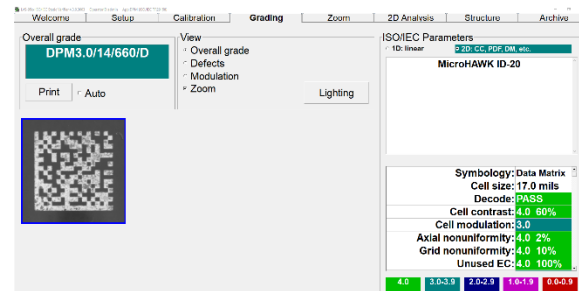 Welcome Setup Calibration Grading Zoom 2D Analysis Structure Archive
Overall grade
DPM3.0/14/660/D
Print Auto
View
Overall grade
Defects
Modulation
Zoom
Lighting
ISO/IEC Parameters
1D: linear 2D: CC, PDF, DM, etc.
MicroHAWK ID-20
Symbology: Data Matrix
Cell size: 17.0 mils
Decode: PASS
Cell contrast: 4.0 60%
Cell modulation: 3.0
Axial nonuniformity: 4.0 2%
Grid nonuniformity: 4.0 10%
Unused EC: 4.0 100%
4.0 3.0-3.9 2.0-2.9 1.0-1.9 0.0-0.9